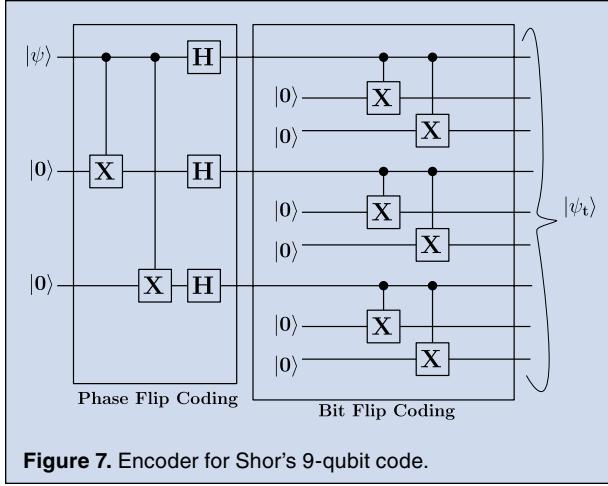 |ψ⟩ H
|0⟩ X
|0⟩ X
|0⟩ X H
|0⟩ X |ψt⟩
|0⟩ X
|0⟩ X H
|0⟩ X
|0⟩ X
Phase Flip Coding
Bit Flip Coding
Figure 7. Encoder for Shor's 9-qubit code.